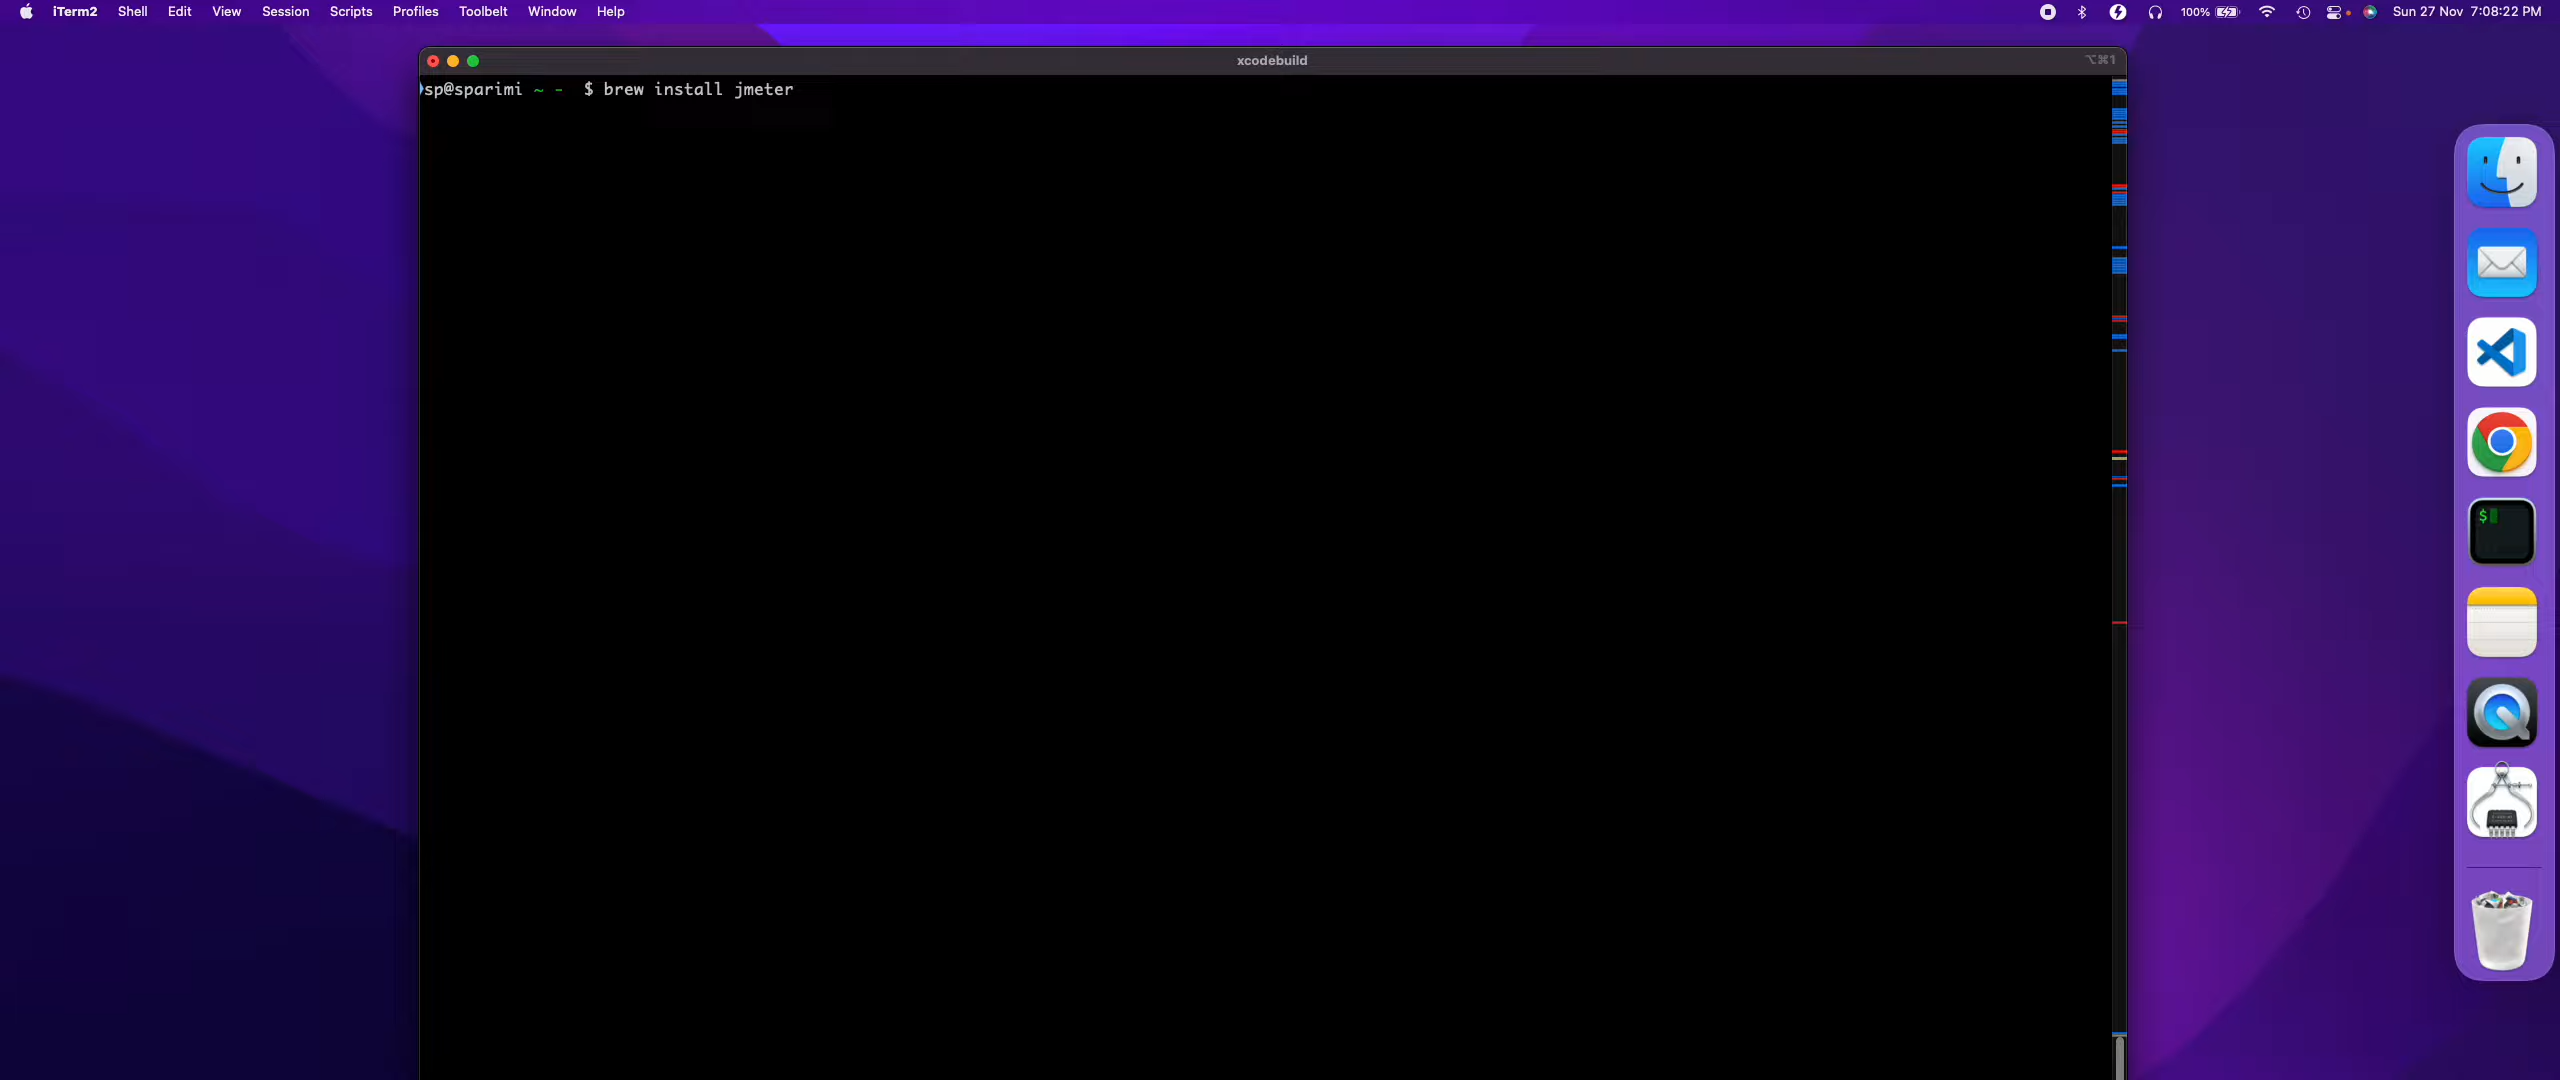 iTerm2 Shell Edit View Session Scripts Profiles Toolbelt Window Help 100% Sun 27 Nov 7:08:22 PM
xcodebuild ⌥⌘1
sp@sparimi ~ - $ brew install jmeter
$